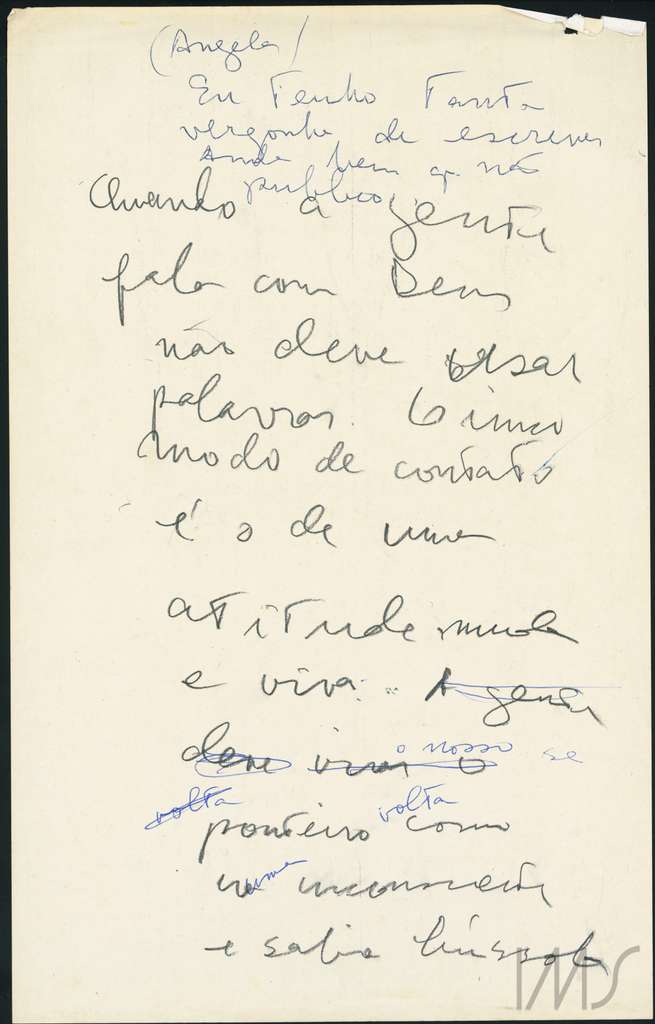 (Angela)
Eu tenho tanta
vergonha de escrever
Ainda bem q. não
publico.
Quando a gente
fala com Deus
não deve usar
palavras. O único
modo de contato
é o de uma
atitude muda
e viva. A gente
deve virar o
o nosso se
volta volta
ponteiro como
uma inconsciente
e sabia bússola
IMS